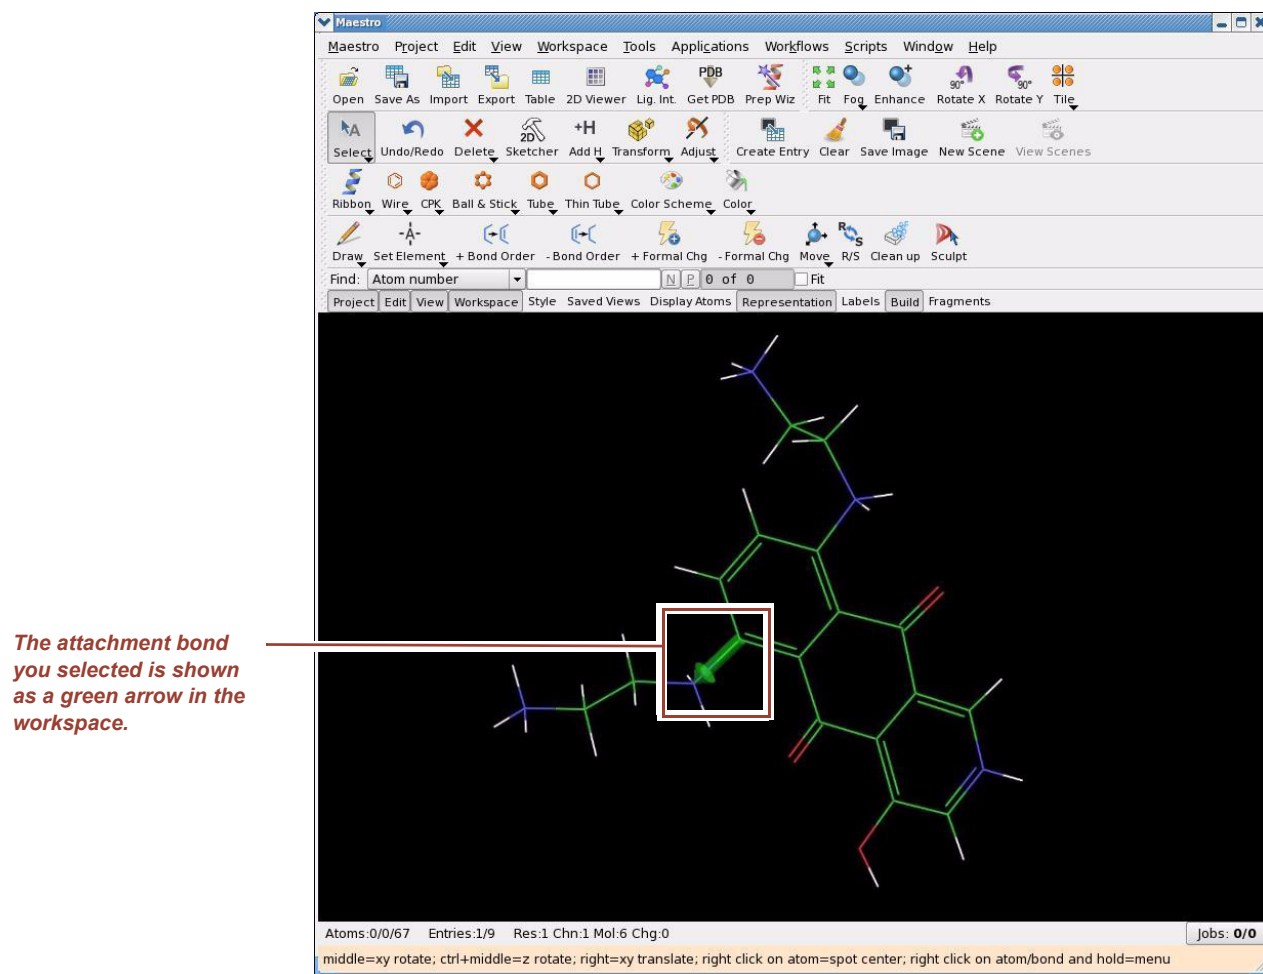 Maestro
Maestro Project Edit View Workspace Tools Applications Workflows Scripts Window Help
PDB 90° 90°
Open Save As Import Export Table 2D Viewer Lig. Int. Get PDB Prep Wiz Fit Fog Enhance Rotate X Rotate Y Tile
A 2D +H
Select Undo/Redo Delete Sketcher Add H Transform Adjust Create Entry Clear Save Image New Scene View Scenes
Ribbon Wire CPK Ball & Stick Tube Thin Tube Color Scheme Color
-A- R S
Draw Set Element + Bond Order - Bond Order + Formal Chg - Formal Chg Move R/S Clean up Sculpt
Find: Atom number N P 0 of 0 Fit
Project Edit View Workspace Style Saved Views Display Atoms Representation Labels Build Fragments
The attachment bond
you selected is shown
as a green arrow in the
workspace.
Atoms:0/0/67 Entries:1/9 Res:1 Chn:1 Mol:6 Chg:0 Jobs: 0/0
middle=xy rotate; ctrl+middle=z rotate; right=xy translate; right click on atom=spot center; right click on atom/bond and hold=menu